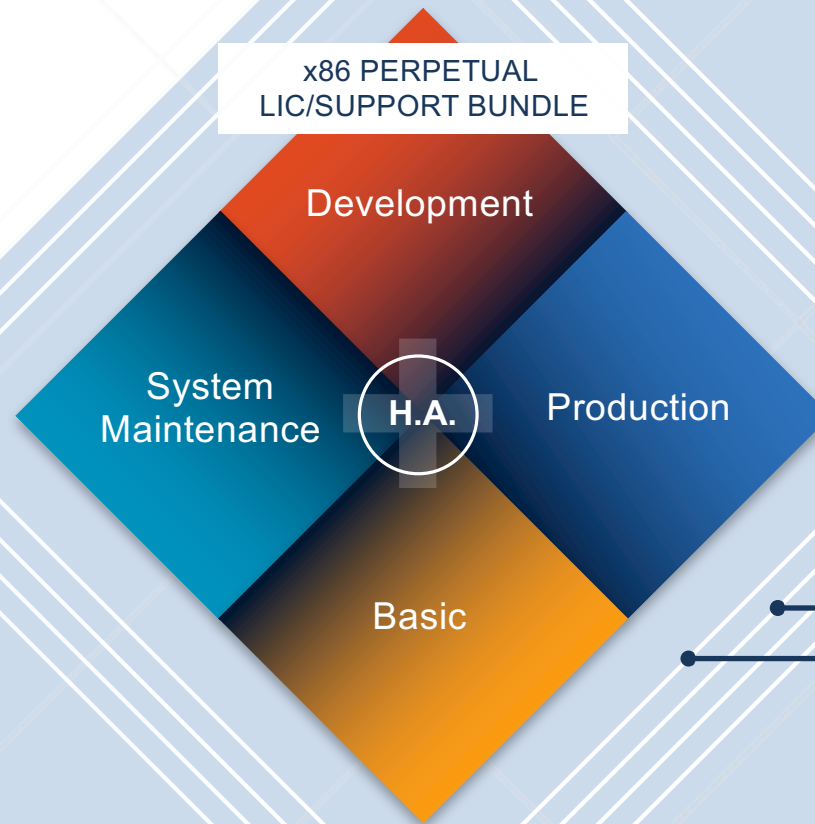 x86 PERPETUAL
LIC/SUPPORT BUNDLE
Development
System
Maintenance
H.A.
Production
Basic